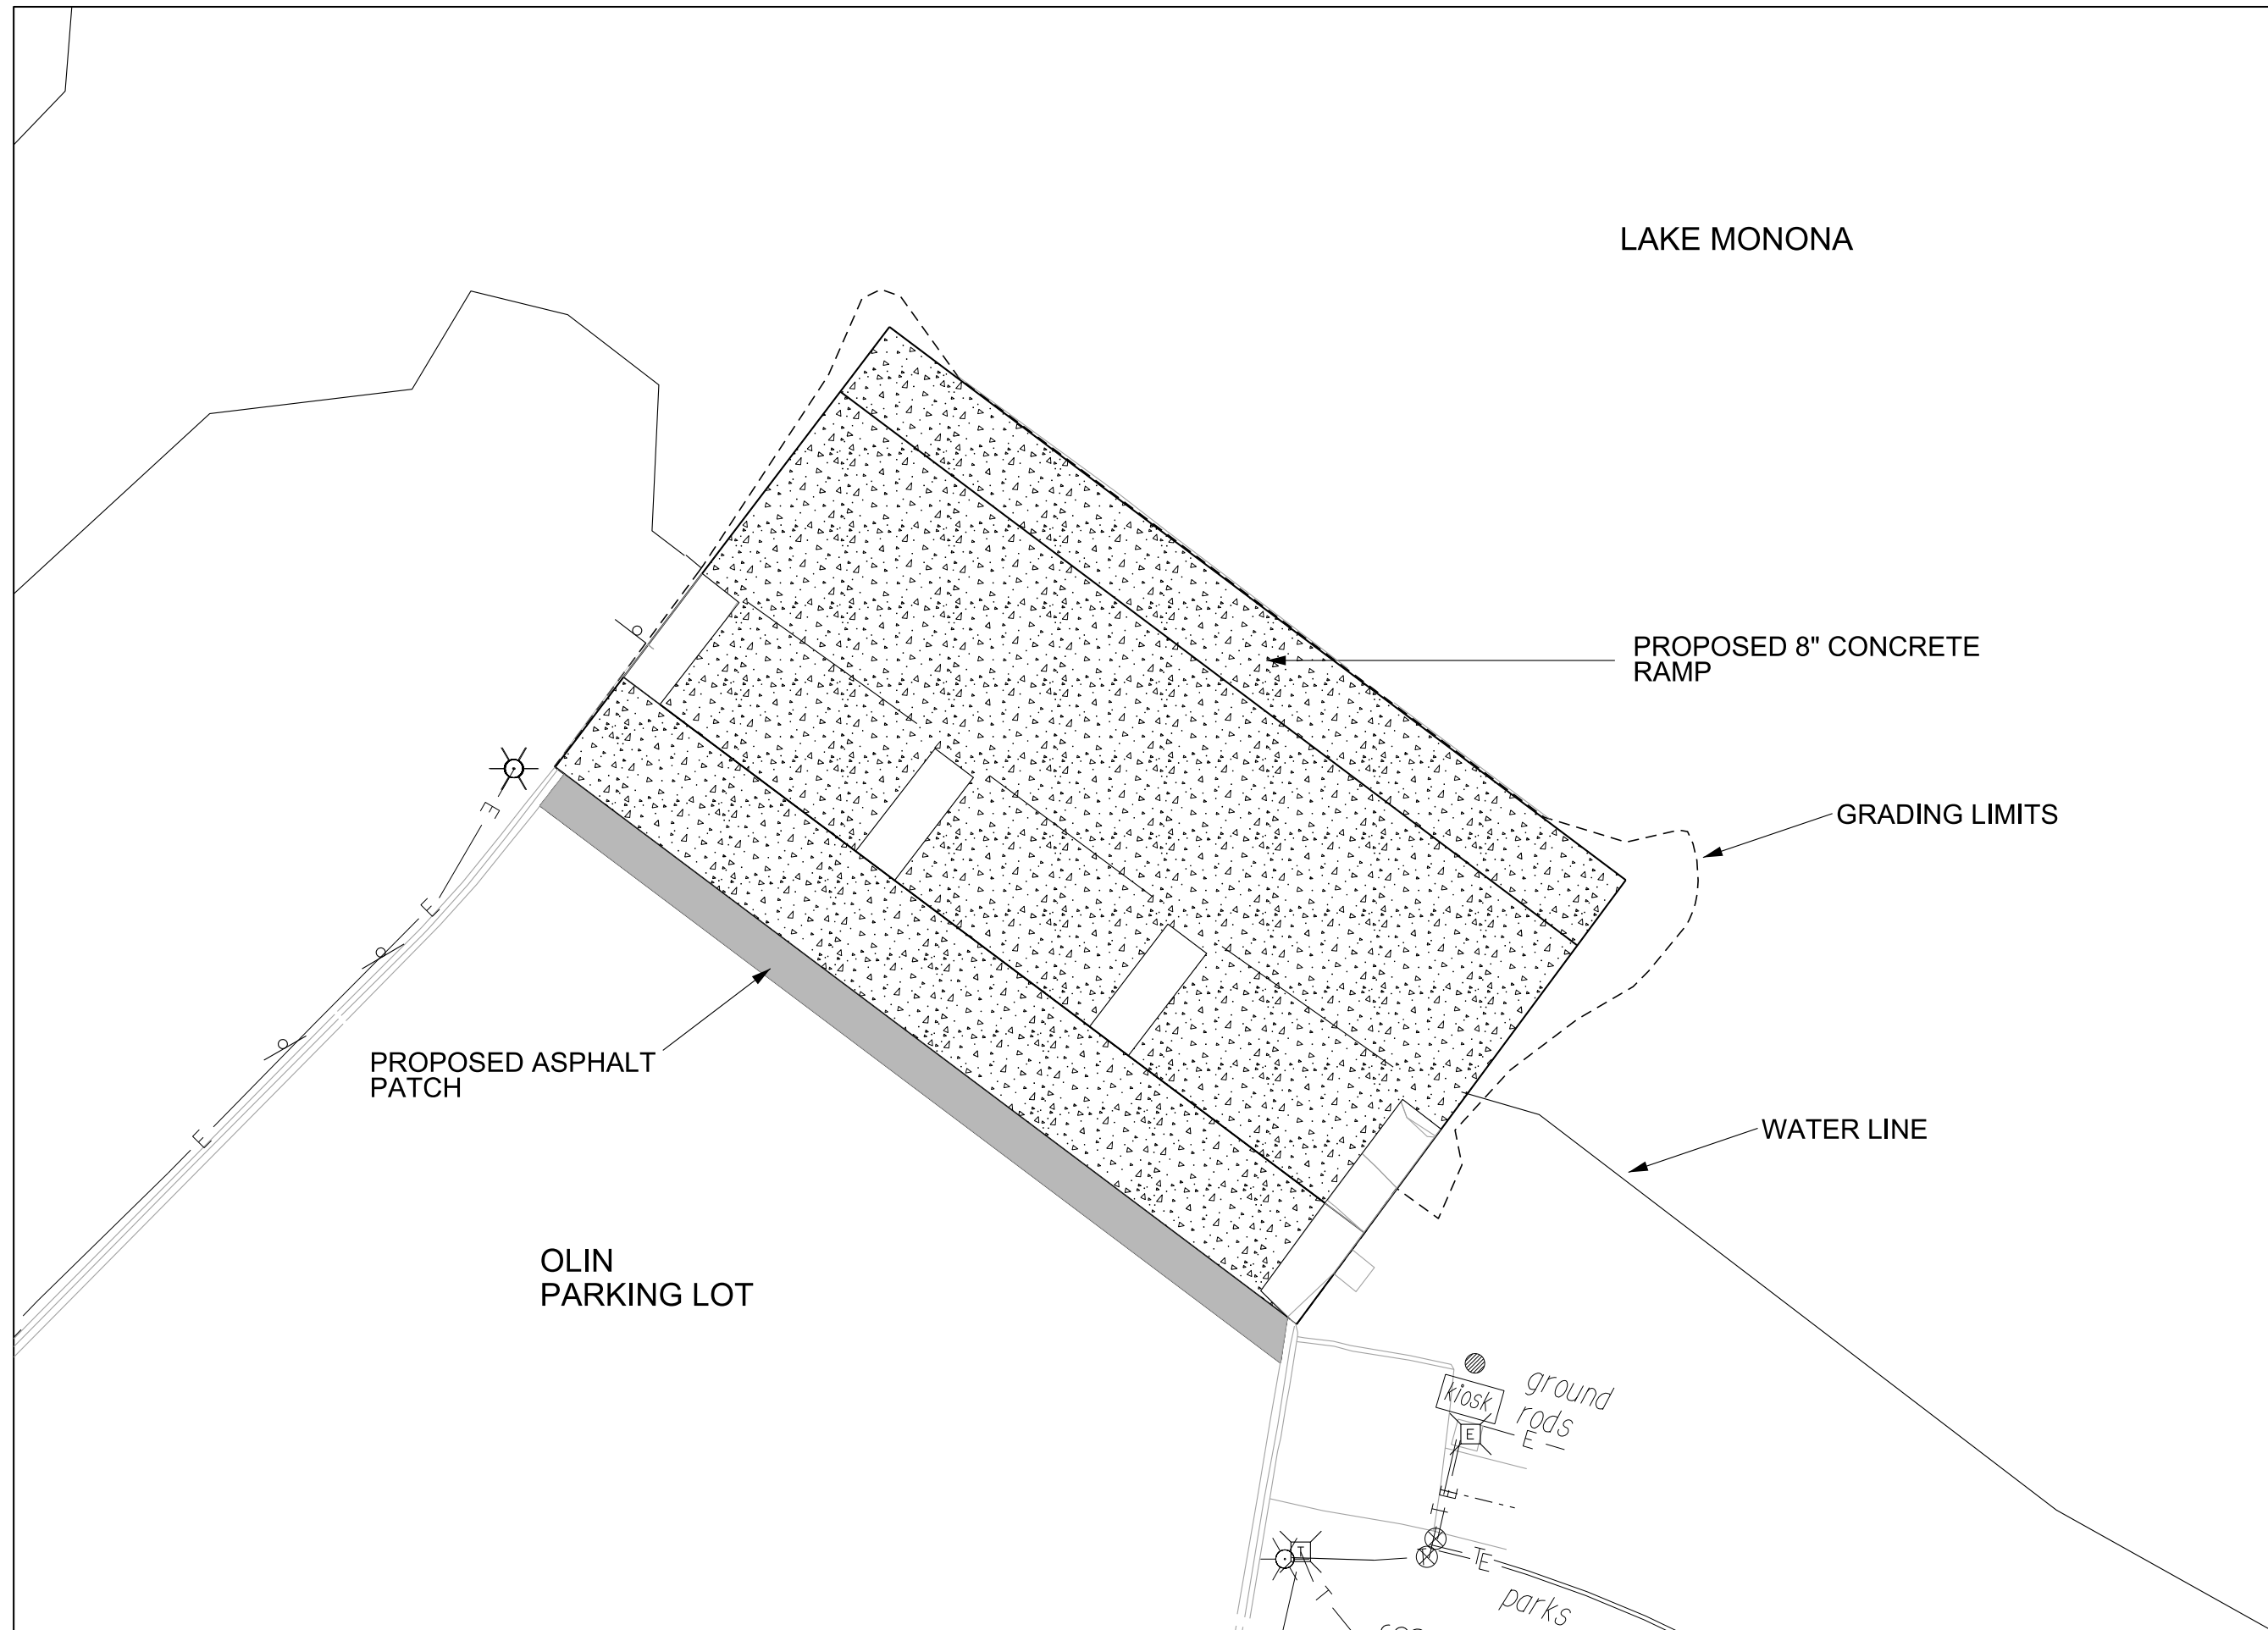 LAKE MONONA
PROPOSED 8" CONCRETE
RAMP
GRADING LIMITS
E
E
PROPOSED ASPHALT
PATCH
WATER LINE
E
OLIN
PARKING LOT
ground
rods
kiosk
E
E
T
T
TE
T
parks